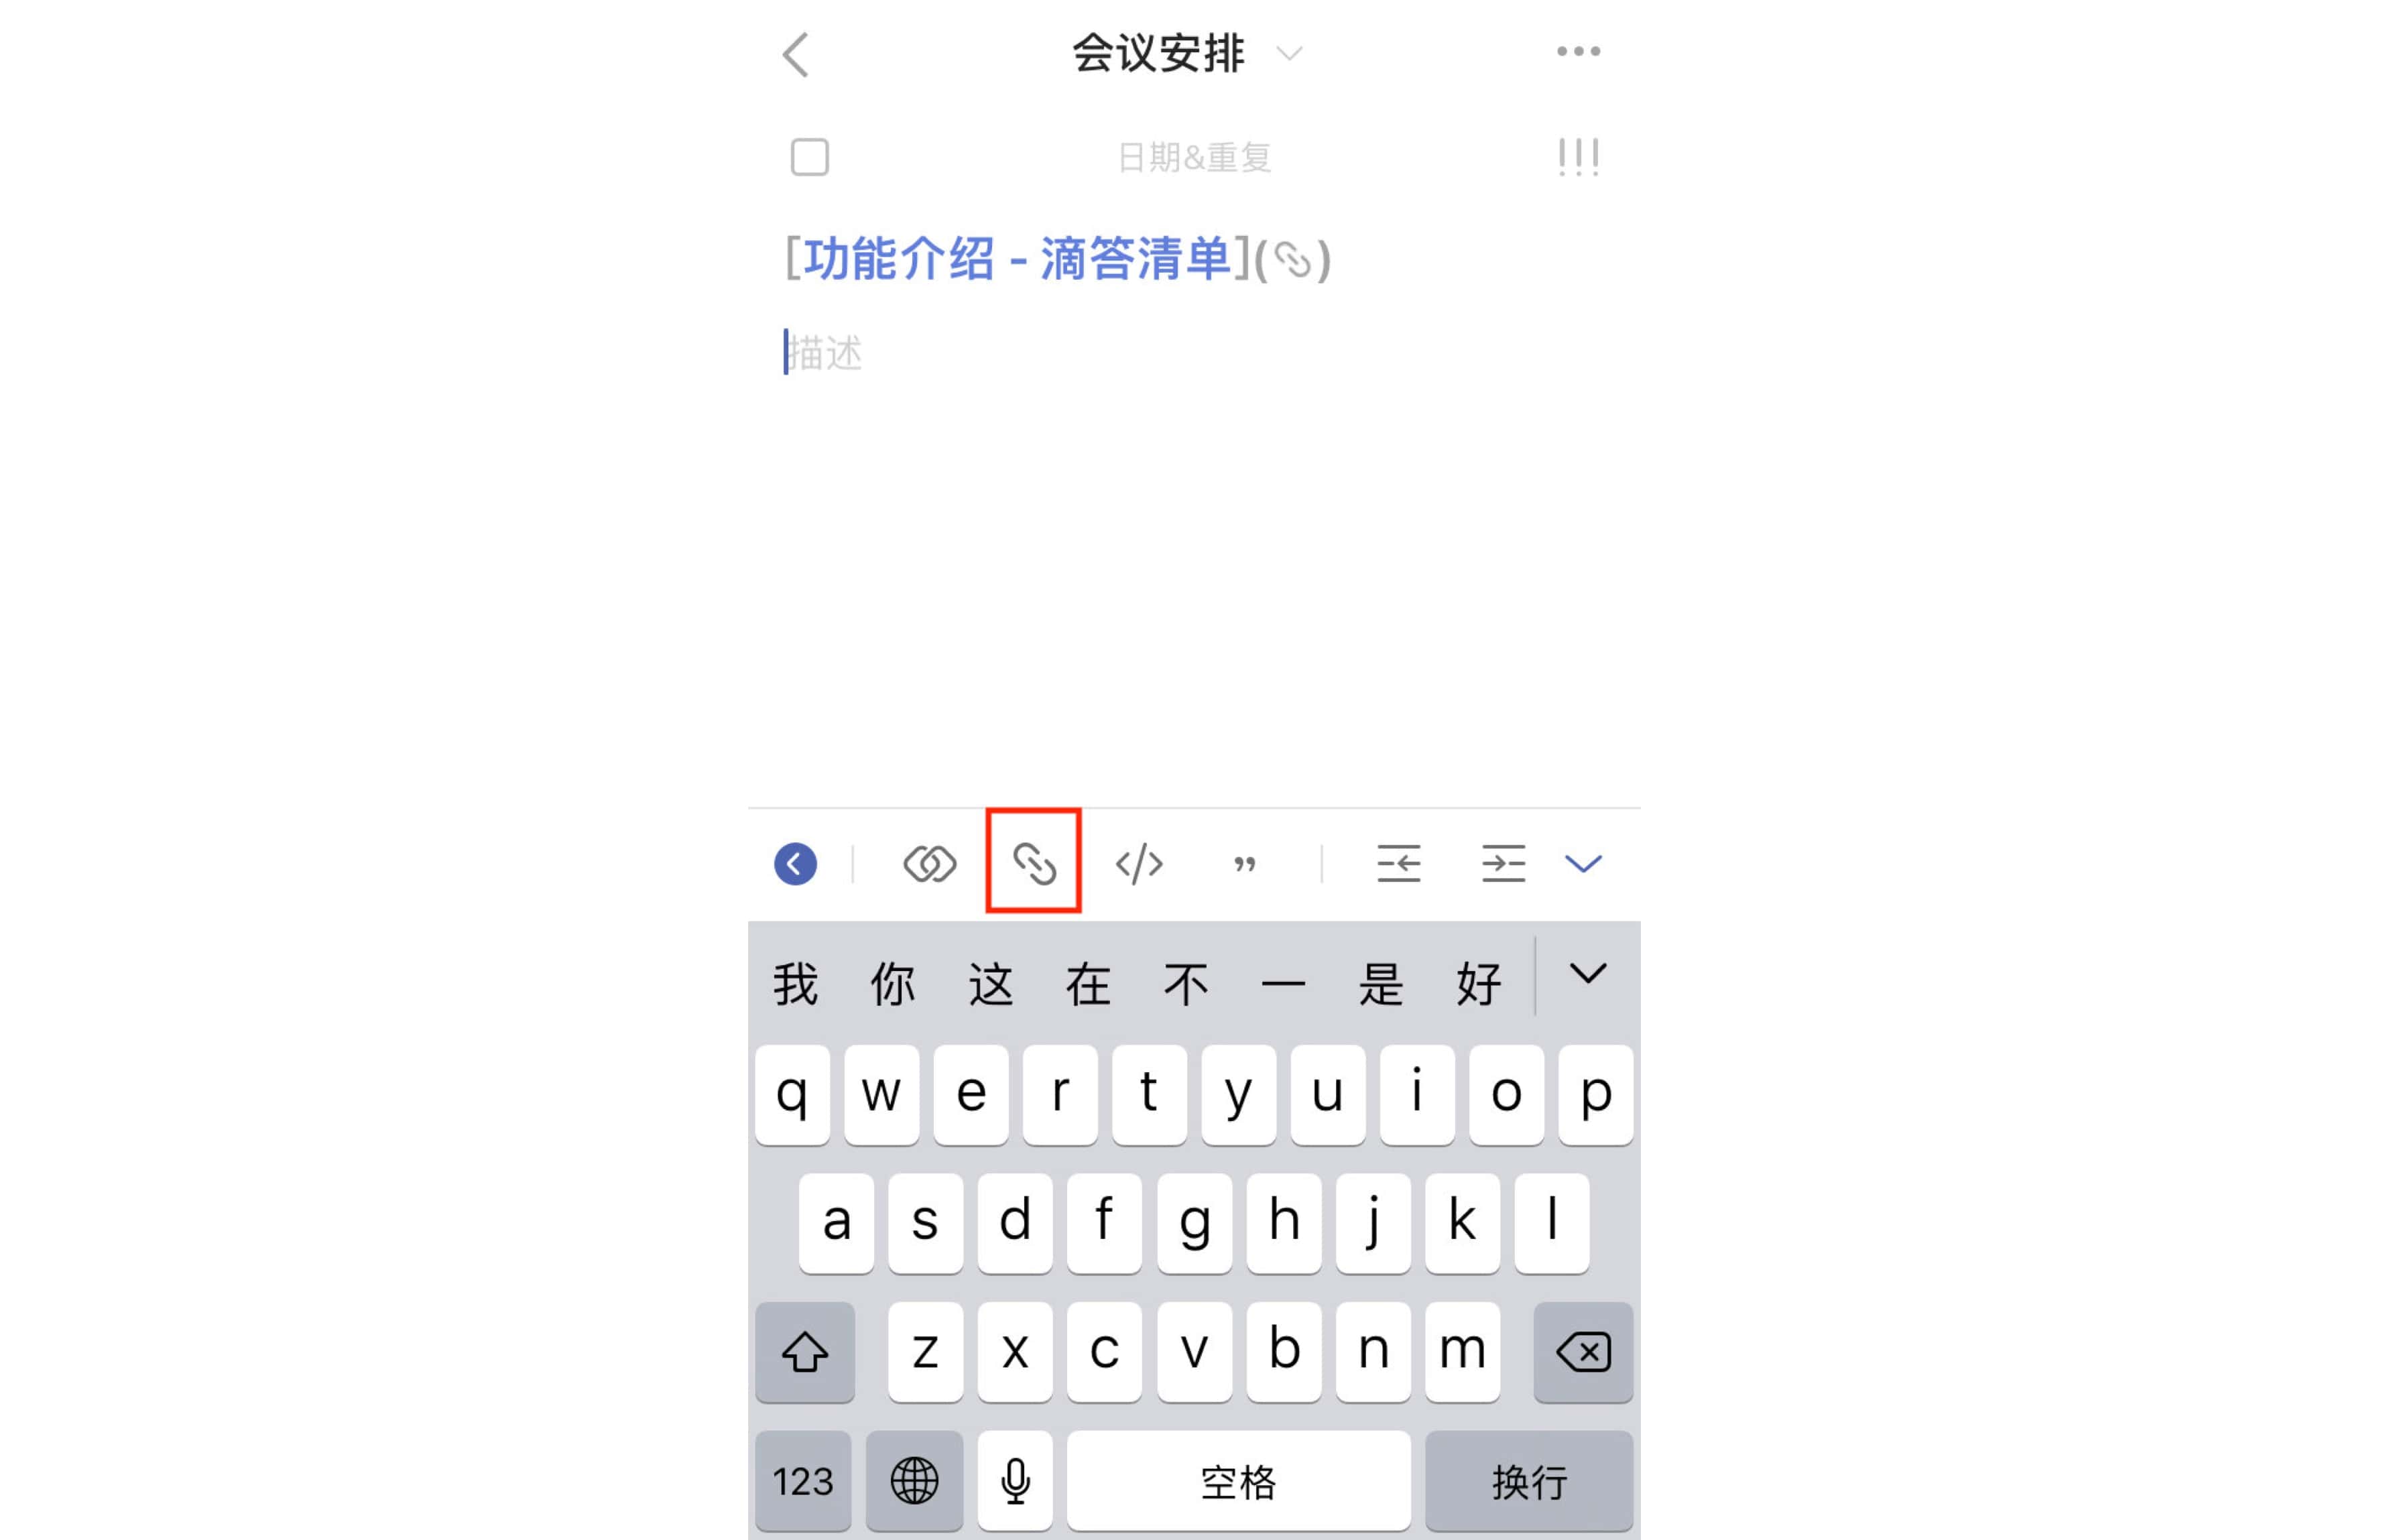 会议安排
日期&重复
[功能介绍 - 滴答清单]()
描述
我 你 这 在 不 一 是 好
q w e r t y u i o p
a s d f g h j k l
z x c v b n m
123 空格 换行